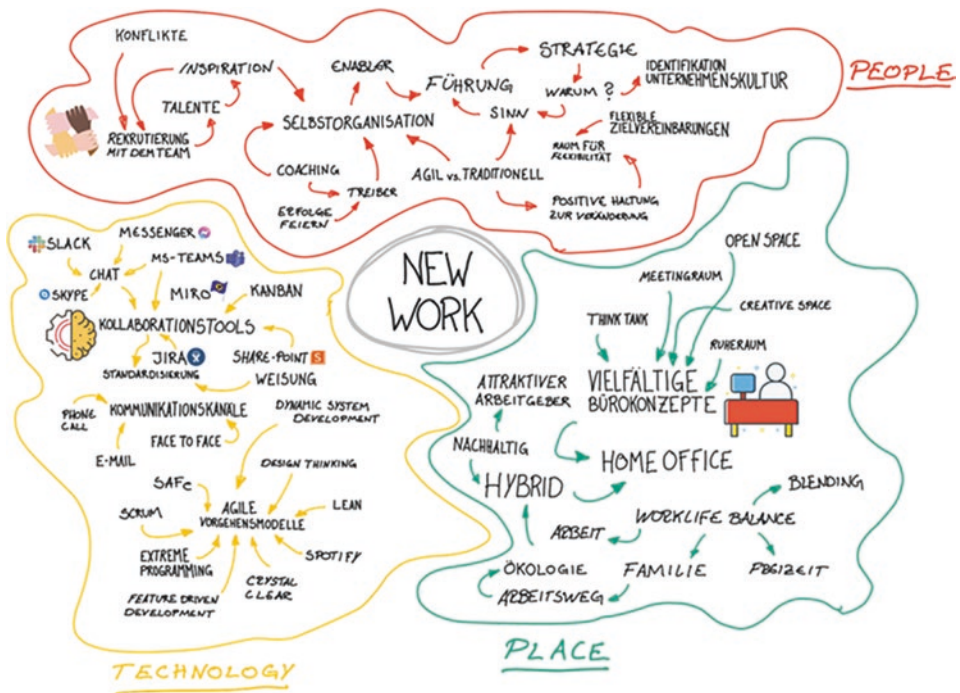 KONFLIKTE
INSPIRATION
TALENTE
REKRUTIERUNG
MIT DEM TEAM
ENABLER
SELBSTORGANISATION
COACHING
TREIBER
ERFOLGE
FEIERN
FÜHRUNG
STRATEGIE
WARUM?
SINN
IDENTIFIKATION
UNTERNEHMENSKULTUR
FLEXIBLE
ZIELVEREINBARUNGEN
RAUM FÜR
FLEXIBILITÄT
AGIL vs. TRADITIONELL
POSITIVE HALTUNG
ZUR VERÄNDERUNG
PEOPLE
NEW
WORK
SLACK
MESSENGER
MS-TEAMS
CHAT
SKYPE
MIRO
KANBAN
KOLLABORATIONSTOOLS
JIRA
SHARE-POINT
S
STANDARDISIERUNG
WEISUNG
PHONE
CALL
KOMMUNIKATIONSKANÄLE
E-MAIL
FACE TO FACE
DYNAMIC SYSTEM
DEVELOPMENT
DESIGN THINKING
SAFe
SCRUM
AGILE
VORGEHENSMODELLE
LEAN
EXTREME
PROGRAMMING
SPOTIFY
CRYSTAL
CLEAR
FEATURE DRIVEN
DEVELOPMENT
TECHNOLOGY
OPEN SPACE
MEETINGRAUM
CREATIVE SPACE
THINK TANK
RUHERAUM
VIELFÄLTIGE
BÜROKONZEPTE
ATTRAKTIVER
ARBEITGEBER
NACHHALTIG
HYBRID
HOME OFFICE
BLENDING
WORKLIFE BALANCE
ARBEIT
ÖKOLOGIE
FAMILIE
ARBEITSWEG
PLACE